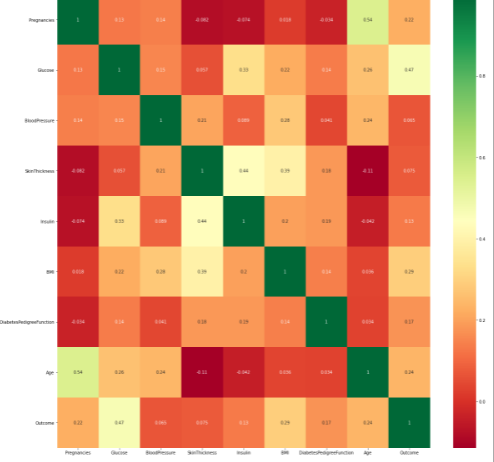 Pregnancies 1 0.13 0.14 -0.082 -0.074 0.018 -0.034 0.54 0.22
Glucose 0.13 1 0.15 0.057 0.33 0.22 0.14 0.26 0.47
BloodPressure 0.14 0.15 1 0.21 0.089 0.28 0.041 0.24 0.065
SkinThickness -0.082 0.057 0.21 1 0.44 0.39 0.18 -0.11 0.075
Insulin -0.074 0.33 0.089 0.44 1 0.2 0.19 -0.042 0.13
BMI 0.018 0.22 0.28 0.39 0.2 1 0.14 0.036 0.29
DiabetesPedigreeFunction -0.034 0.14 0.041 0.18 0.19 0.14 1 0.034 0.17
Age 0.54 0.26 0.24 -0.11 -0.042 0.036 0.034 1 0.24
Outcome 0.22 0.47 0.065 0.075 0.13 0.29 0.17 0.24 1
Pregnancies Glucose BloodPressure SkinThickness Insulin BMI DiabetesPedigreeFunction Age Outcome
0.8
0.6
0.4
0.2
0.0